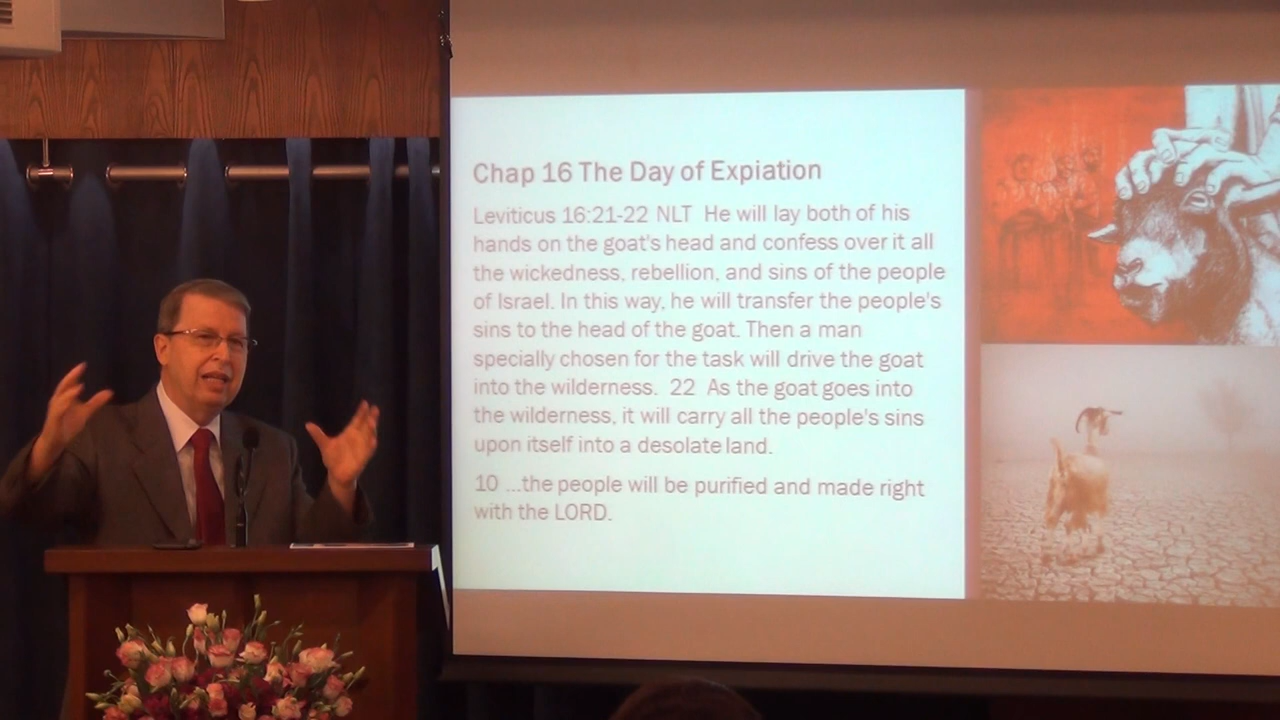 Chap 16 The Day of Expiation
Leviticus 16:21-22 NLT He will lay both of his
hands on the goat's head and confess over it all
the wickedness, rebellion, and sins of the people
of Israel. In this way, he will transfer the people's
sins to the head of the goat. Then a man
specially chosen for the task will drive the goat
into the wilderness. 22 As the goat goes into
the wilderness, it will carry all the people's sins
upon itself into a desolate land.
10 ...the people will be purified and made right
with the LORD.